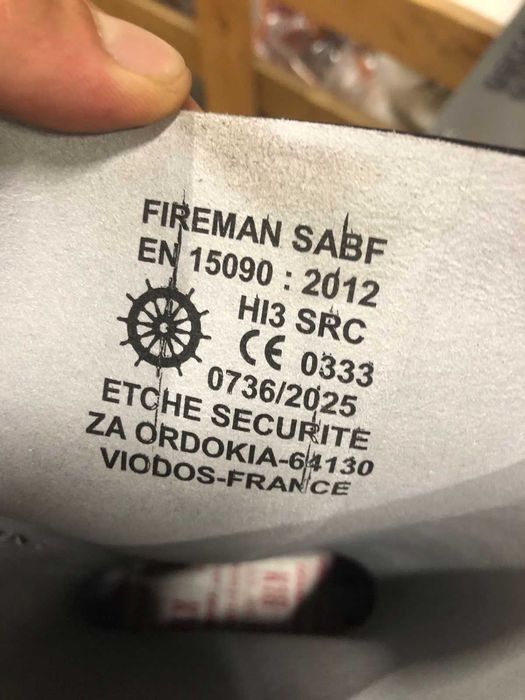 FIREMAN SABF
EN 15090 : 2012
HI3 SRC
CE 0333
0736/2025
ETCHE SECURITE
ZA ORDOKIA-64130
VIODOS-FRANCE